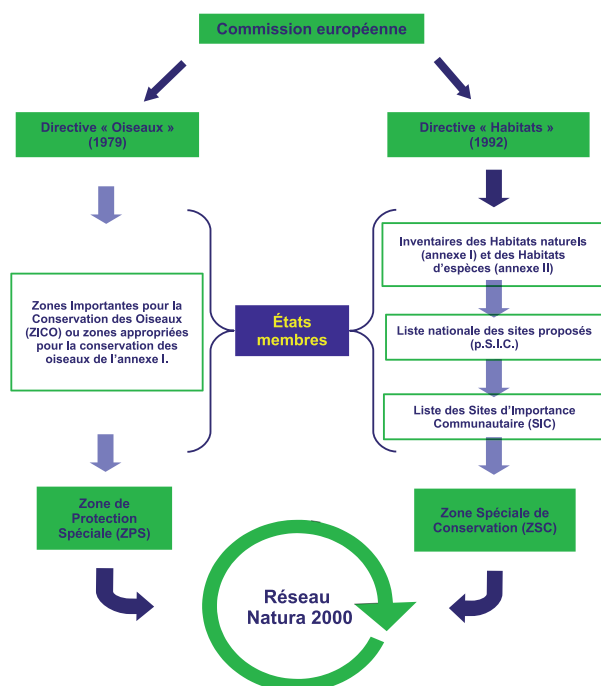 Commission européenne
Directive « Oiseaux »
(1979)
Directive « Habitats »
(1992)
Zones Importantes pour la
Conservation des Oiseaux
(ZICO) ou zones appropriées
pour la conservation des
oiseaux de l'annexe I.
États
membres
Inventaires des Habitats naturels
(annexe I) et des Habitats
d'espèces (annexe II)
Liste nationale des sites proposés
(p.S.I.C.)
Liste des Sites d'Importance
Communautaire (SIC)
Zone de
Protection
Spéciale (ZPS)
Zone Spéciale de
Conservation (ZSC)
Réseau
Natura 2000